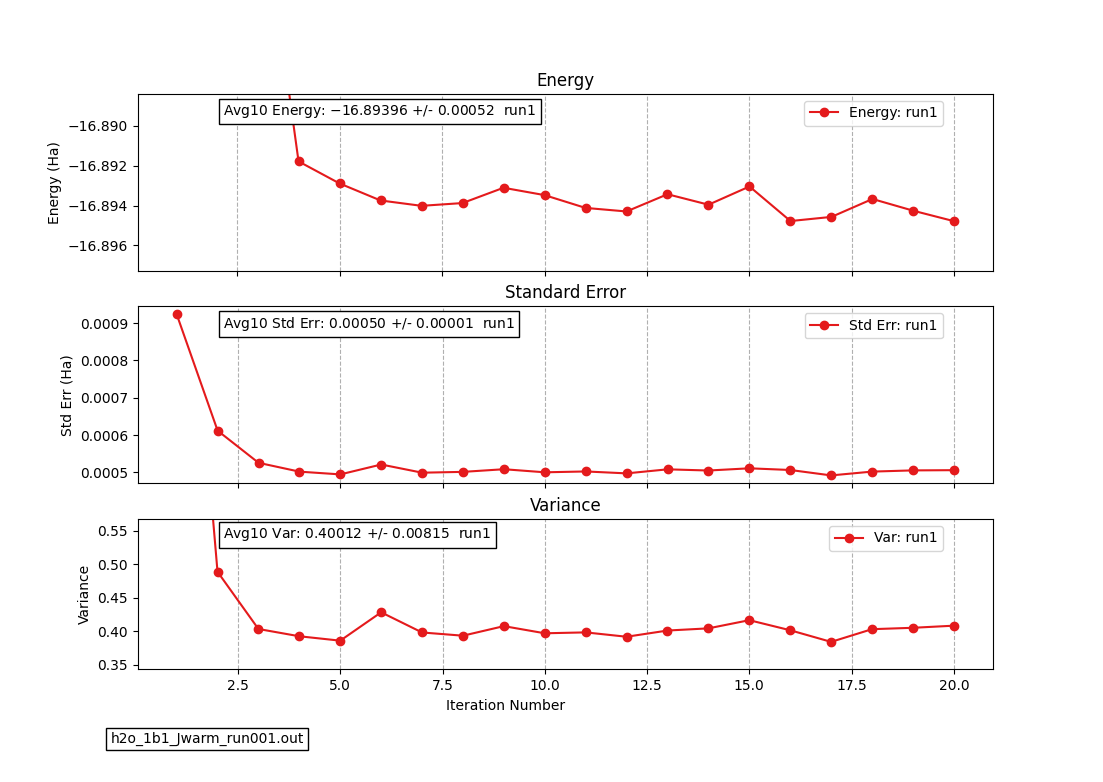 Energy
Avg10 Energy: −16.89396 +/- 0.00052 run1
Energy: run1
−16.890
−16.892
−16.894
−16.896
Energy (Ha)
Standard Error
Avg10 Std Err: 0.00050 +/- 0.00001 run1
Std Err: run1
0.0009
0.0008
0.0007
0.0006
0.0005
Std Err (Ha)
Variance
Avg10 Var: 0.40012 +/- 0.00815 run1
Var: run1
0.55
0.50
0.45
0.40
0.35
Variance
2.5 5.0 7.5 10.0 12.5 15.0 17.5 20.0
Iteration Number
h2o_1b1_Jwarm_run001.out